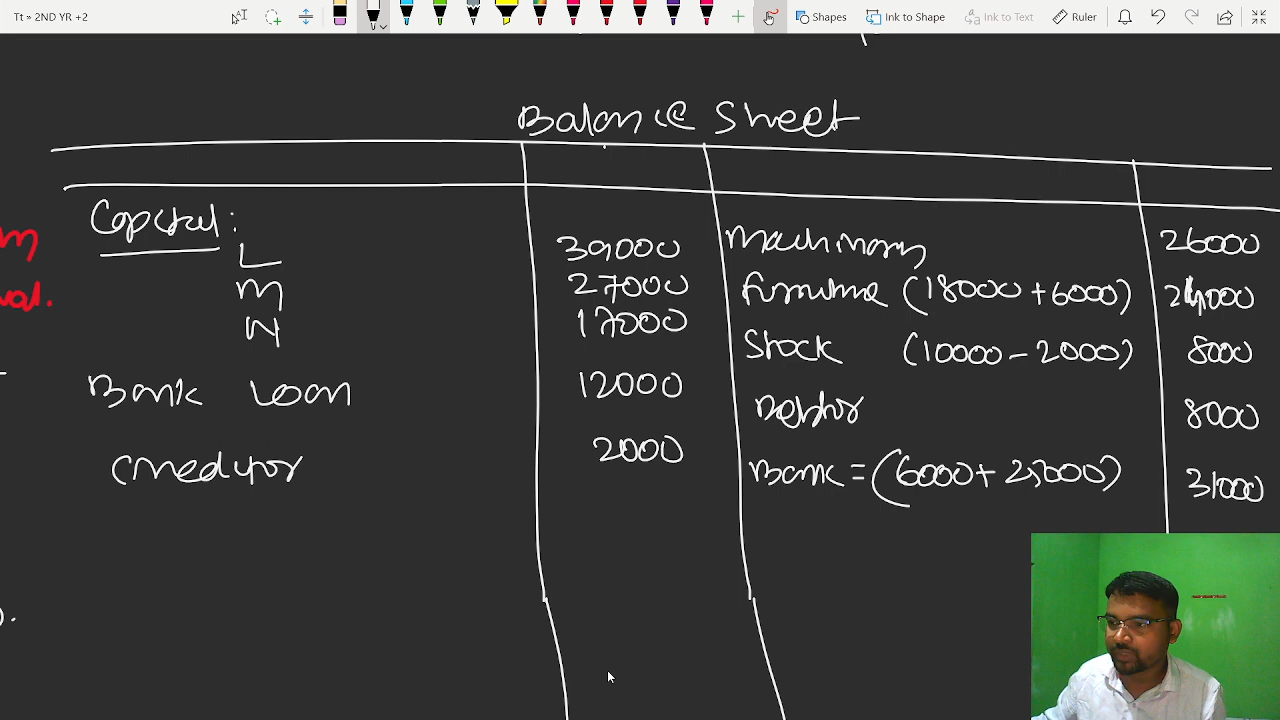 Tt » 2ND YR +2
Shapes
Ink to Shape
Ink to Text
Ruler
Balance Sheet
Capital:
L 39000
M 27000
N 17000
Bank Loan 12000
Creditor 2000
Machinary 26000
Furniture (18000 + 6000) 24000
Stock (10000 - 2000) 8000
Debtor 8000
Bank = (6000 + 25000) 31000